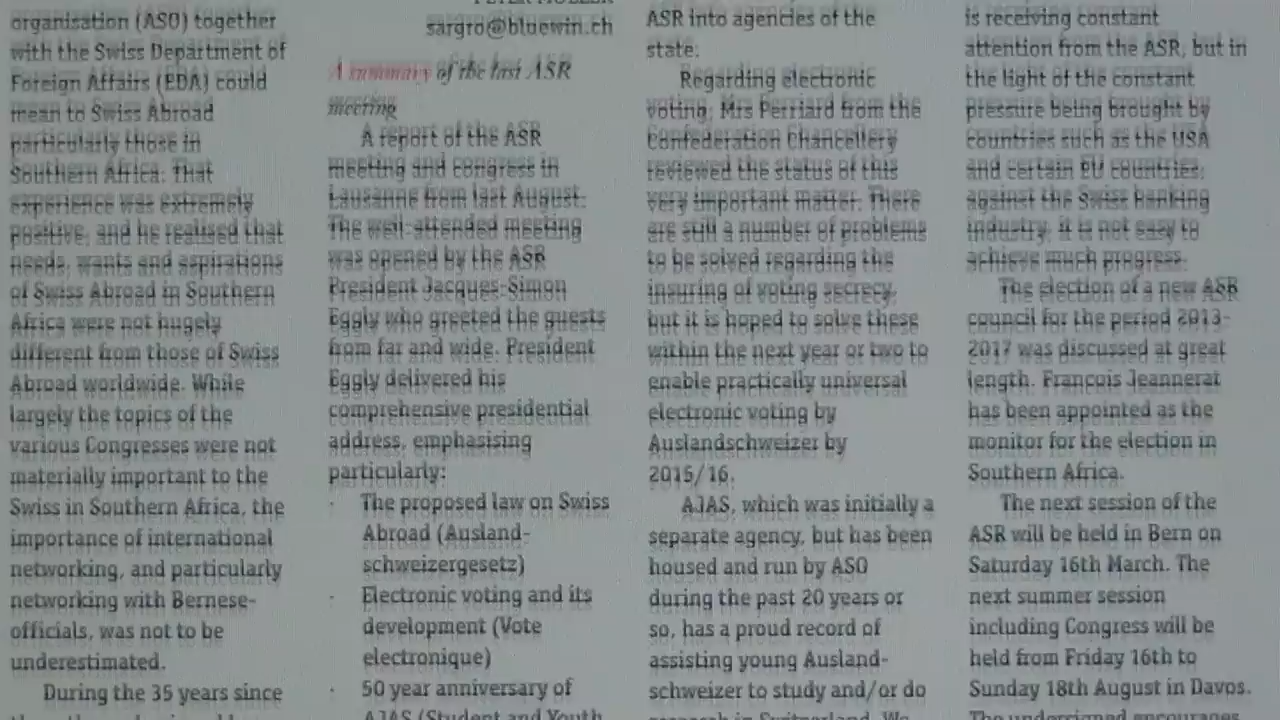 organisation (ASO) together
with the Swiss Department of
Foreign Affairs (EDA) could
mean to Swiss Abroad
particularly those in
Southern Africa. That
experience was extremely
positive, and he realised that
needs, wants and aspirations
of Swiss Abroad in Southern
Africa were not hugely
different from those of Swiss
Abroad worldwide. While
largely the topics of the
various Congresses were not
materially important to the
Swiss in Southern Africa, the
importance of international
networking, and particularly
networking with Bernese-
officials, was not to be
underestimated.
During the 35 years since
sargro@bluewin.ch
A summary of the last ASR
meeting
A report of the ASR
meeting and congress in
Lausanne from last August.
The well-attended meeting
was opened by the ASR
President Jacques-Simon
Eggly who greeted the guests
from far and wide. President
Eggly delivered his
comprehensive presidential
address, emphasising
particularly:
· The proposed law on Swiss
Abroad (Ausland-
schweizergesetz)
· Electronic voting and its
development (Vote
electronique)
· 50 year anniversary of
AJAS (Student and Youth
ASR into agencies of the
state.
Regarding electronic
voting, Mrs Perriard from the
Confederation Chancellery
reviewed the status of this
very important matter. There
are still a number of problems
to be solved regarding the
insuring of voting secrecy,
but it is hoped to solve these
within the next year or two to
enable practically universal
electronic voting by
Auslandschweizer by
2015/16.
AJAS, which was initially a
separate agency, but has been
housed and run by ASO
during the past 20 years or
so, has a proud record of
assisting young Ausland-
schweizer to study and/or do
research in Switzerland. We
is receiving constant
attention from the ASR, but in
the light of the constant
pressure being brought by
countries such as the USA
and certain EU countries,
against the Swiss banking
industry, it is not easy to
achieve much progress.
The election of a new ASR
council for the period 2013-
2017 was discussed at great
length. Francois Jeannerat
has been appointed as the
monitor for the election in
Southern Africa.
The next session of the
ASR will be held in Bern on
Saturday 16th March. The
next summer session
including Congress will be
held from Friday 16th to
Sunday 18th August in Davos.
The undersigned encourages